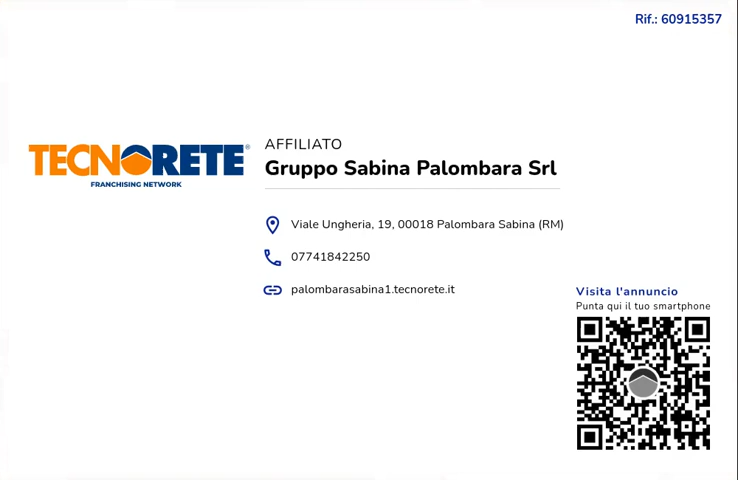 Rif.: 60915357
TECNORETE®
FRANCHISING NETWORK
AFFILIATO
Gruppo Sabina Palombara Srl
Viale Ungheria, 19, 00018 Palombara Sabina (RM)
07741842250
palombarasabina1.tecnorete.it
Visita l'annuncio
Punta qui il tuo smartphone